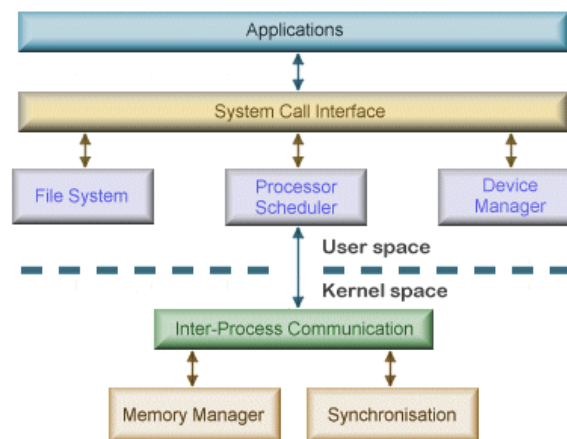 Applications
System Call Interface
File System
Processor
Scheduler
Device
Manager
User space
Kernel space
Inter-Process Communication
Memory Manager
Synchronisation